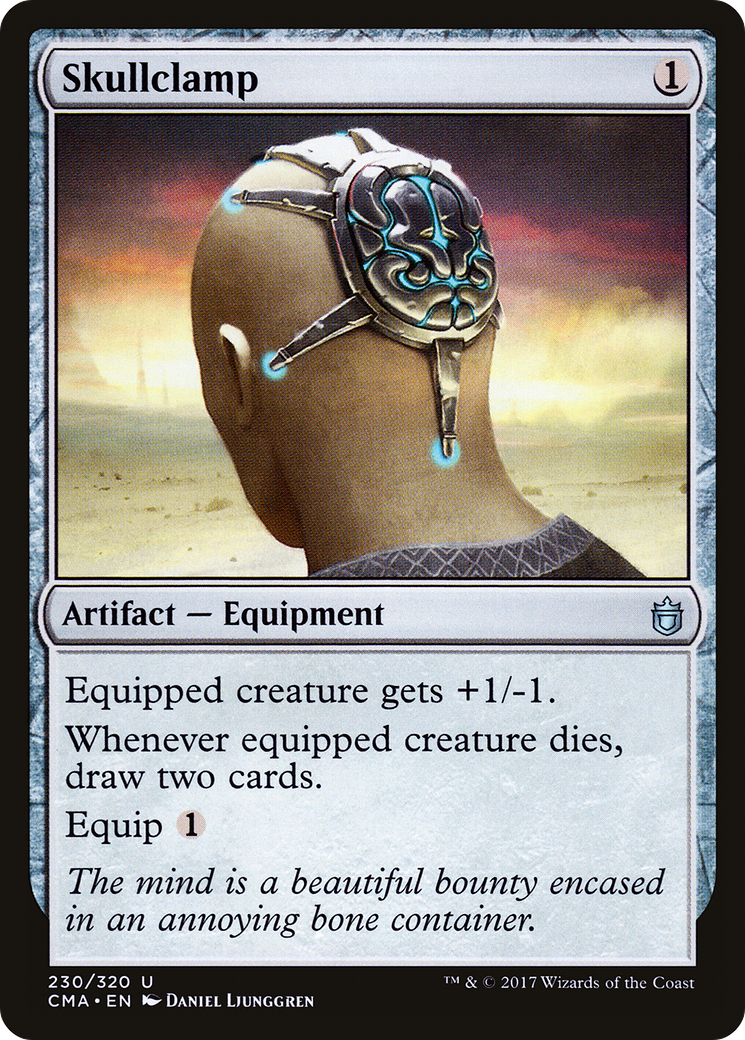 Skullclamp 1
Artifact — Equipment
Equipped creature gets +1/-1.
Whenever equipped creature dies,
draw two cards.
Equip 1
The mind is a beautiful bounty encased
in an annoying bone container.
230/320 U
CMA • EN Daniel Ljunggren
™ & © 2017 Wizards of the Coast